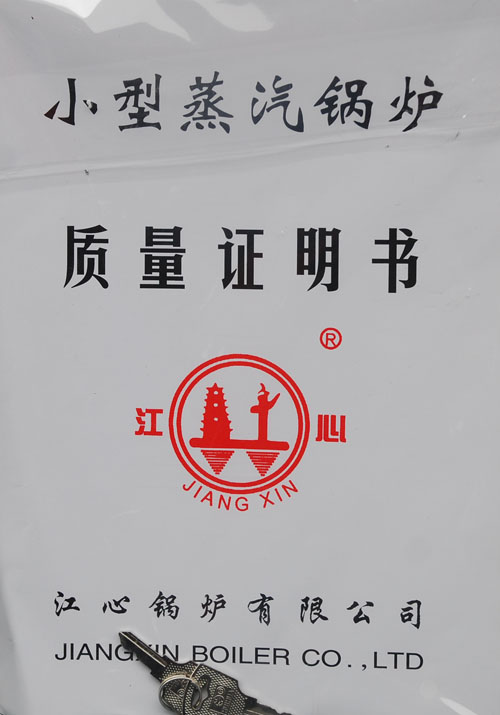 小型蒸汽锅炉
质量证明书
®
江 心
JIANG XIN
江心锅炉有限公司
JIANGXIN BOILER CO.,LTD